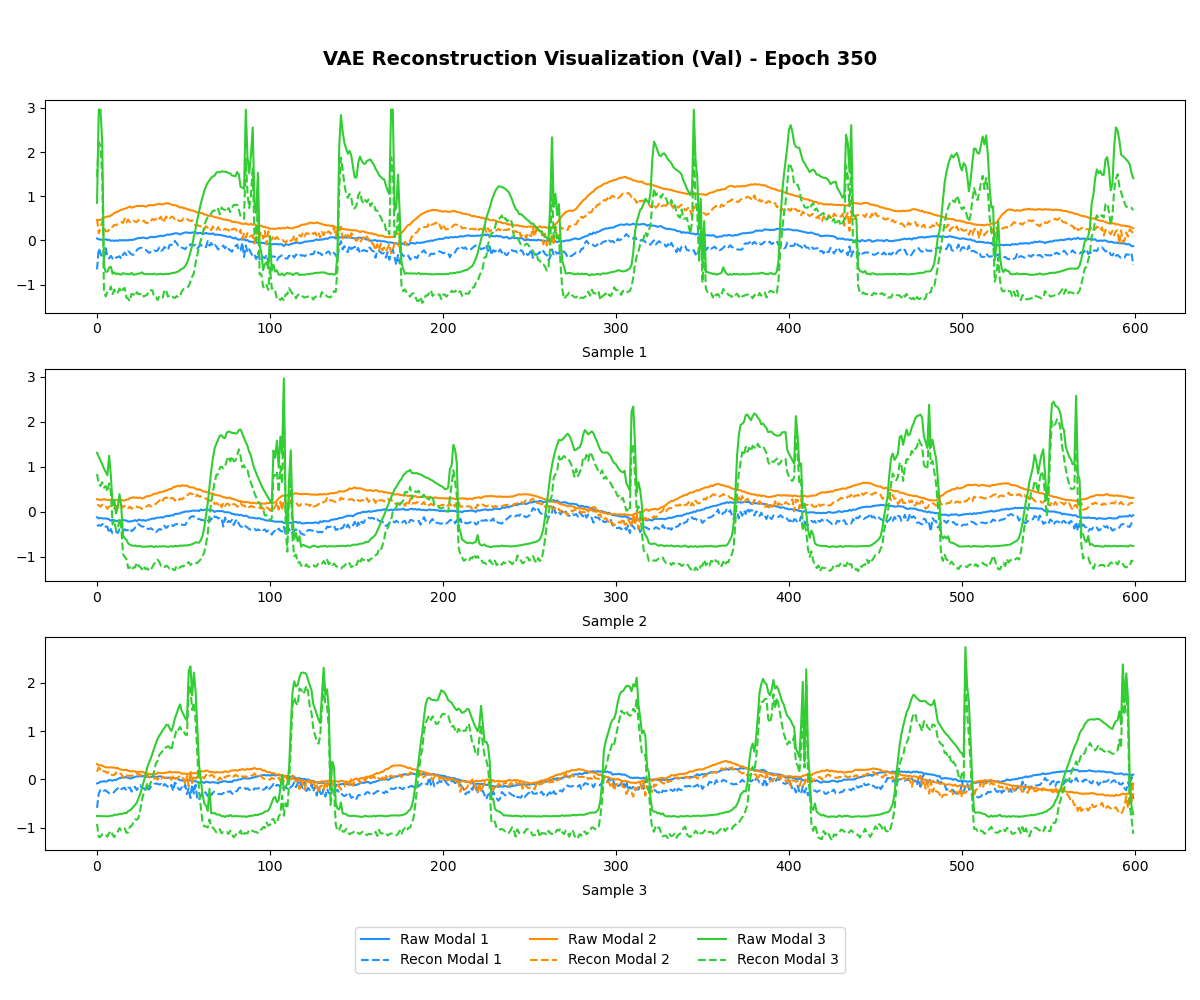 VAE Reconstruction Visualization (Val) - Epoch 350
3
2
1
0
−1
0 100 200 300 400 500 600
Sample 1
3
2
1
0
−1
0 100 200 300 400 500 600
Sample 2
2
1
0
−1
0 100 200 300 400 500 600
Sample 3
Raw Modal 1 Raw Modal 2 Raw Modal 3
Recon Modal 1 Recon Modal 2 Recon Modal 3